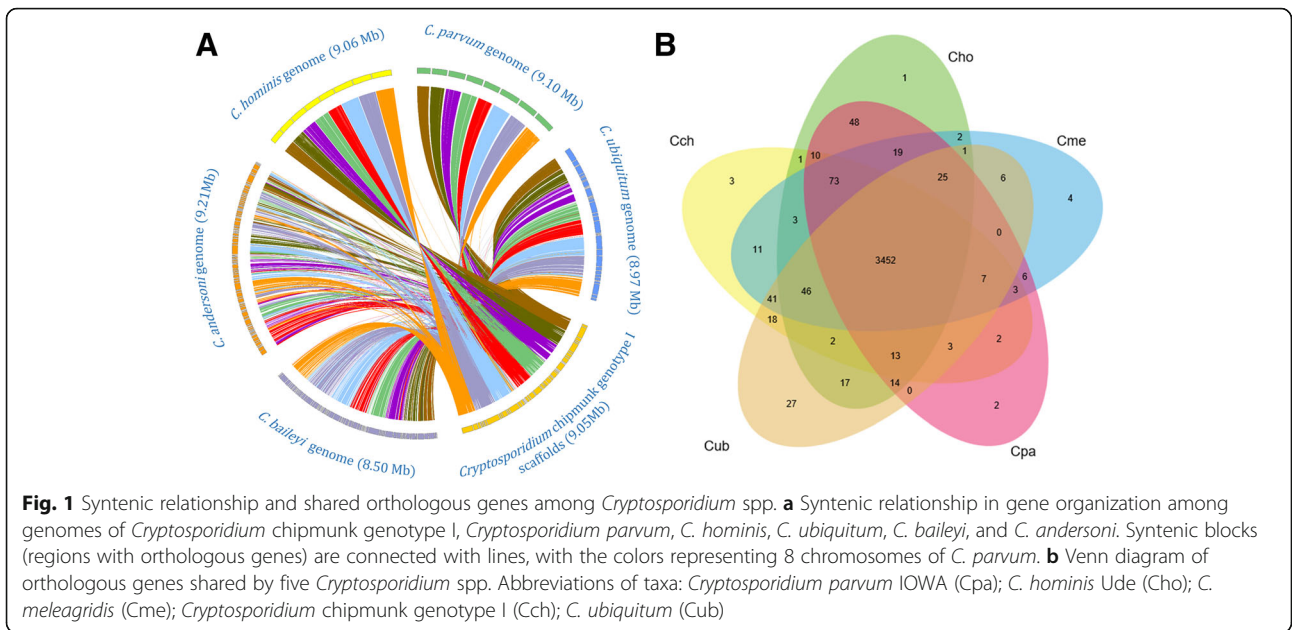 A
B
C. hominis genome (9.06 Mb)
C. parvum genome (9.10 Mb)
C. ubiquitum genome (8.97 Mb)
Cryptosporidium chipmunk genotype I
scaffolds (9.05Mb)
C. baileyi genome (8.50 Mb)
C. andersoni genome (9.21Mb)
Cho
1
Cme
Cch
48
2
1
10
19
1
3
73
25
6
4
3
0
11
3452
7
6
3
46
41
18
2
3
2
13
17
14
0
27
2
Cub
Cpa
Fig. 1 Syntenic relationship and shared orthologous genes among Cryptosporidium spp. a Syntenic relationship in gene organization among
genomes of Cryptosporidium chipmunk genotype I, Cryptosporidium parvum, C. hominis, C. ubiquitum, C. baileyi, and C. andersoni. Syntenic blocks
(regions with orthologous genes) are connected with lines, with the colors representing 8 chromosomes of C. parvum. b Venn diagram of
orthologous genes shared by five Cryptosporidium spp. Abbreviations of taxa: Cryptosporidium parvum IOWA (Cpa); C. hominis Ude (Cho); C.
meleagridis (Cme); Cryptosporidium chipmunk genotype I (Cch); C. ubiquitum (Cub)